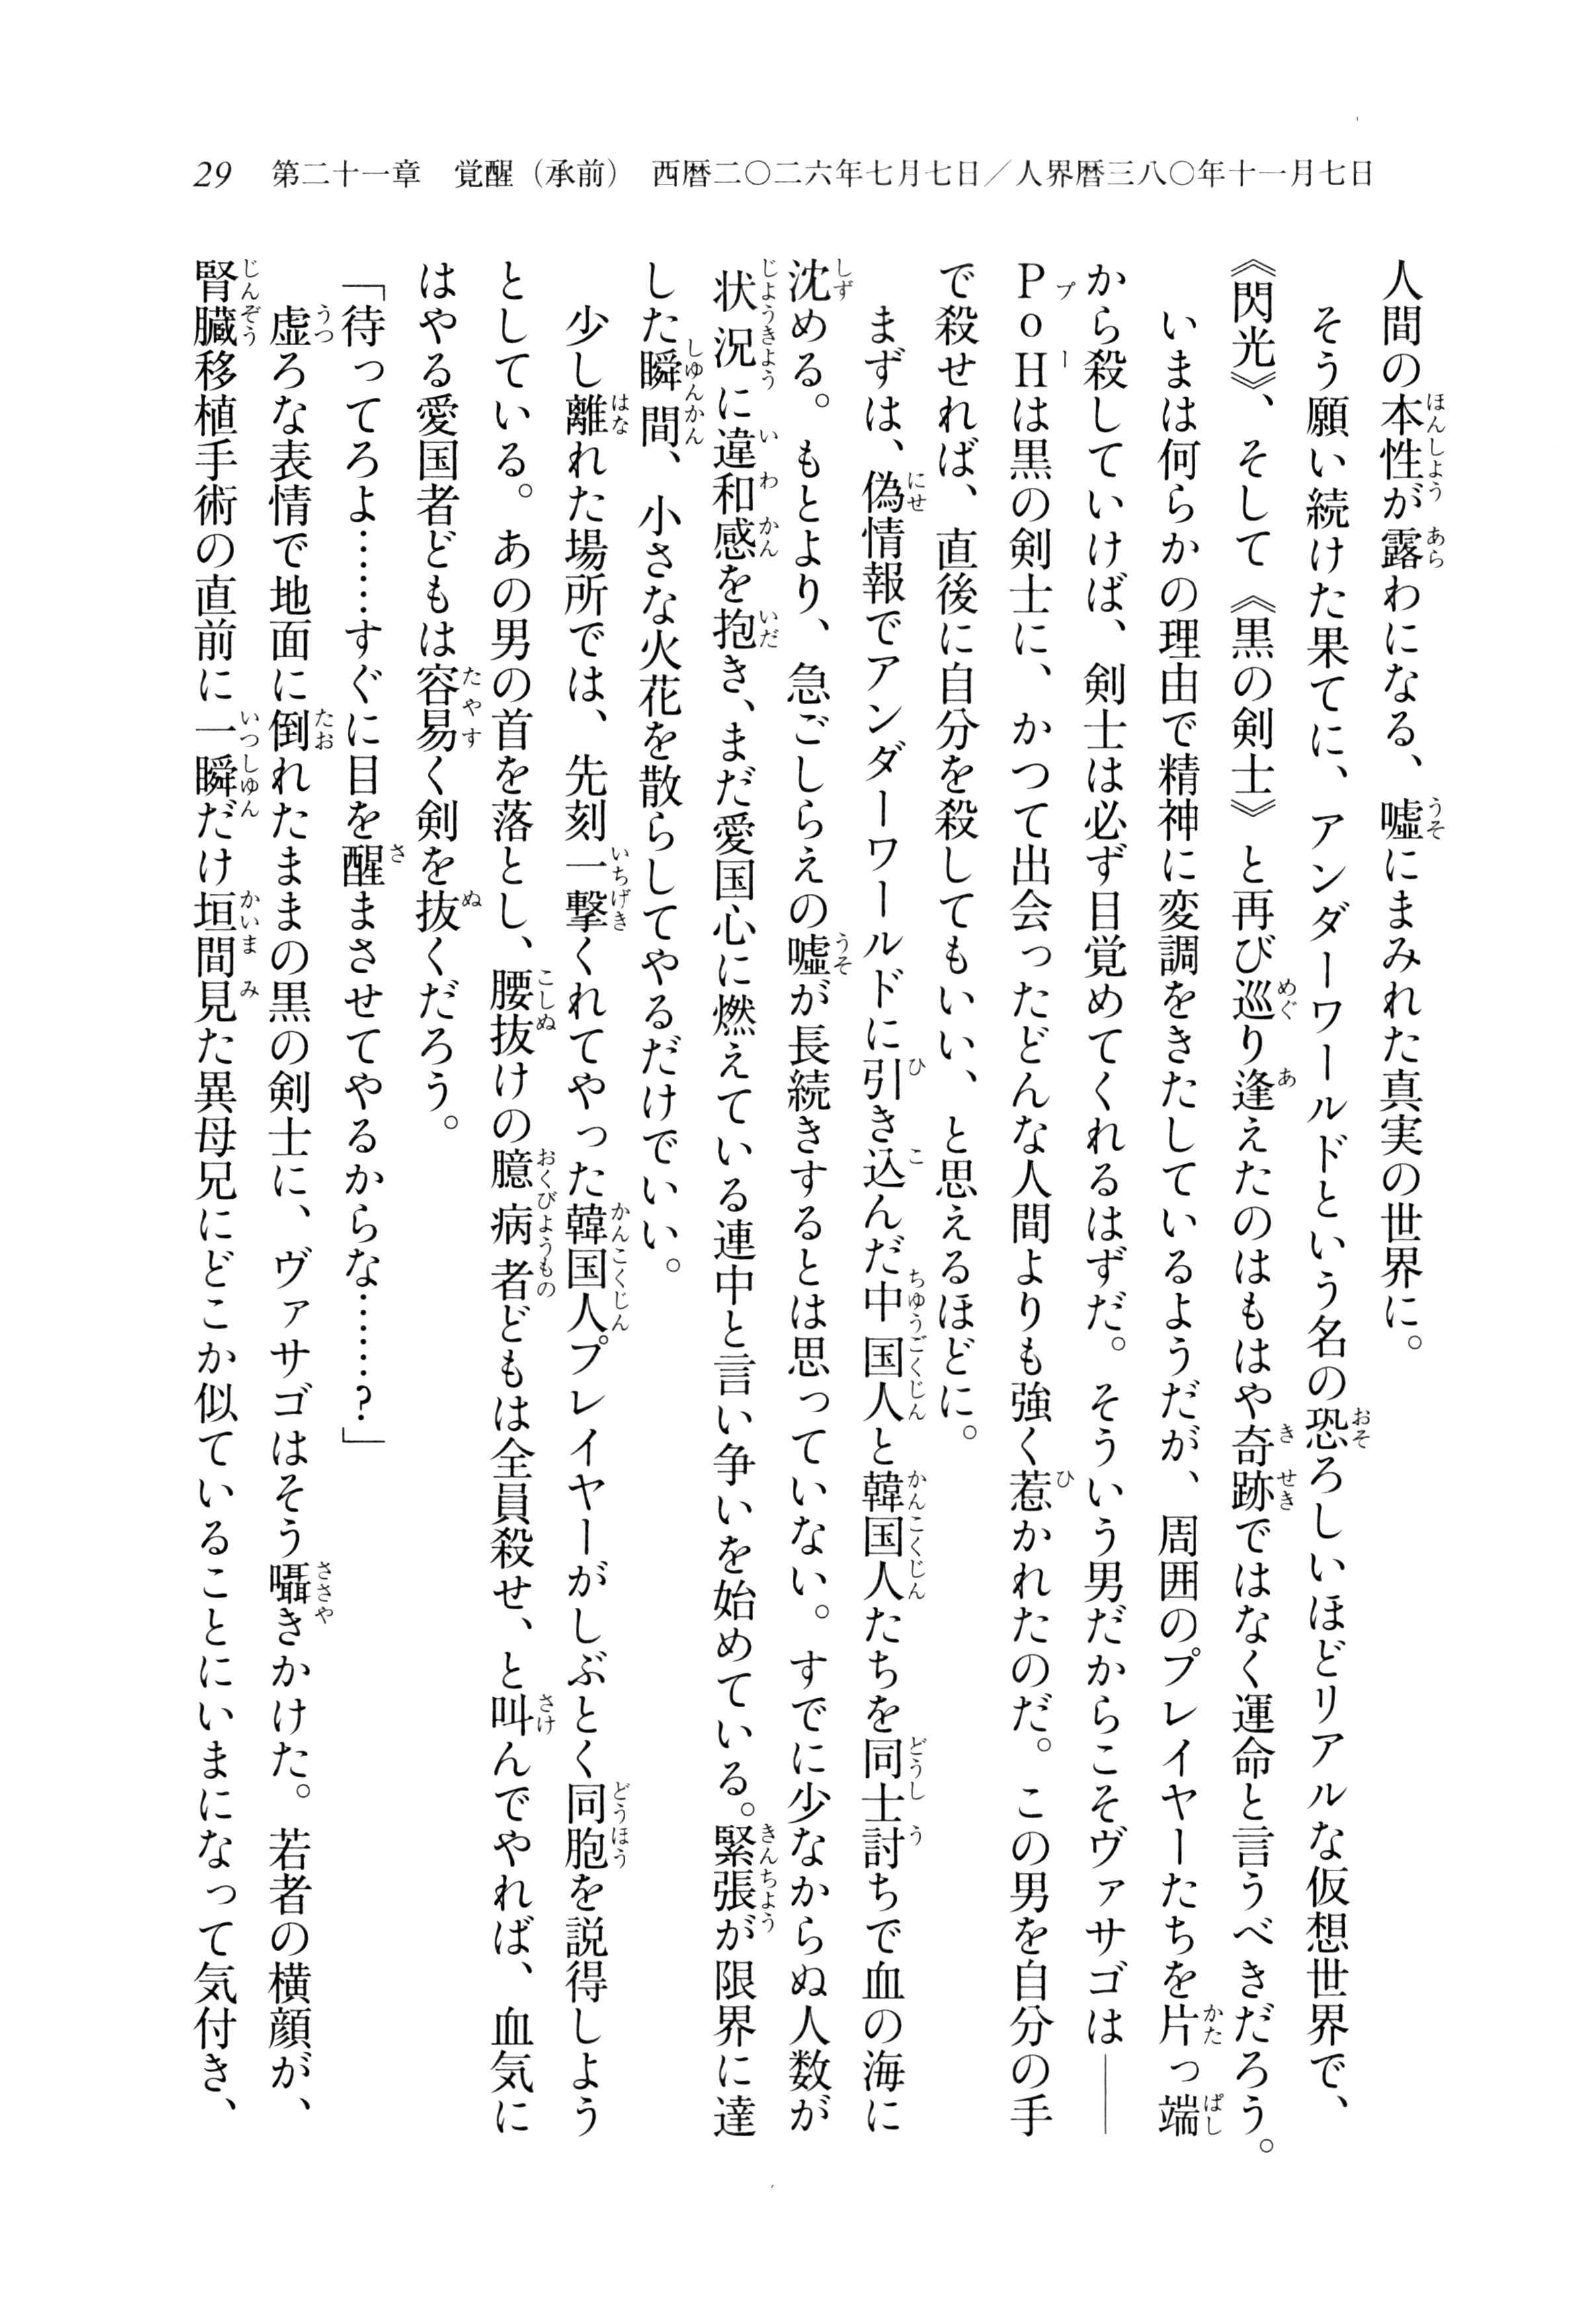 29　第二十一章　覚醒（承前）　西暦二〇二六年七月七日／人界暦三八〇年十一月七日
人間の本性が露わになる、嘘にまみれた真実の世界に。
　そう願い続けた果てに、アンダーワールドという名の恐ろしいほどリアルな仮想世界で、
《閃光》、そして《黒の剣士》と再び巡り逢えたのはもはや奇跡ではなく運命と言うべきだろう。
　いまは何らかの理由で精神に変調をきたしているようだが、周囲のプレイヤーたちを片っ端
から殺していけば、剣士は必ず目覚めてくれるはずだ。そういう男だからこそヴァサゴは――
ＰｏＨは黒の剣士に、かつて出会ったどんな人間よりも強く惹かれたのだ。この男を自分の手
で殺せれば、直後に自分を殺してもいい、と思えるほどに。
　まずは、偽情報でアンダーワールドに引き込んだ中国人と韓国人たちを同士討ちで血の海に
沈める。もとより、急ごしらえの嘘が長続きするとは思っていない。すでに少なからぬ人数が
状況に違和感を抱き、まだ愛国心に燃えている連中と言い争いを始めている。緊張が限界に達
した瞬間、小さな火花を散らしてやるだけでいい。
　少し離れた場所では、先刻一撃くれてやった韓国人プレイヤーがしぶとく同胞を説得しよう
としている。あの男の首を落とし、腰抜けの臆病者どもは全員殺せ、と叫んでやれば、血気に
はやる愛国者どもは容易く剣を抜くだろう。
「待ってろよ……すぐに目を醒まさせてやるからな……？」
　虚ろな表情で地面に倒れたままの黒の剣士に、ヴァサゴはそう囁きかけた。若者の横顔が、
腎臓移植手術の直前に一瞬だけ垣間見た異母兄にどこか似ていることにいまになって気付き、